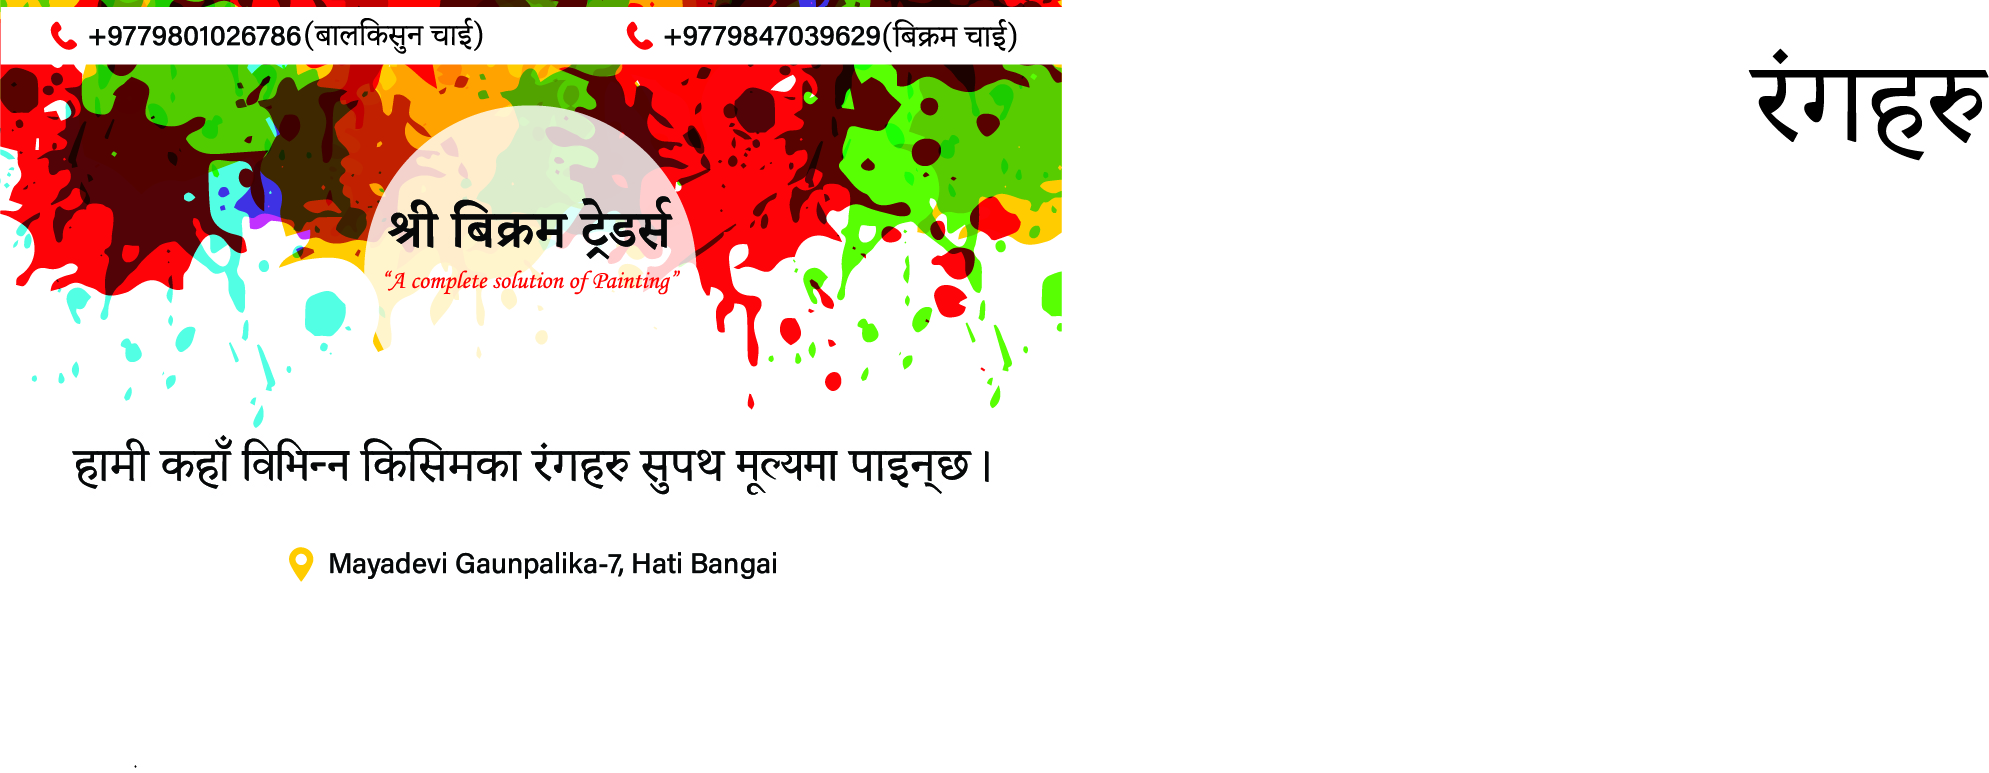 +9779801026786(बालकिसुन चाई)
+9779847039629(बिक्रम चाई)
रंगहरु
श्री बिक्रम ट्रेडर्स
“A complete solution of Painting”
हामी कहाँ विभिन्न किसिमका रंगहरु सुपथ मूल्यमा पाइन्छ ।
Mayadevi Gaunpalika-7, Hati Bangai